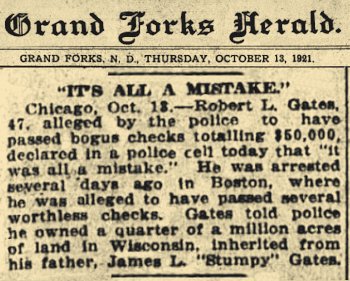 Grand Forks Herald.
GRAND FORKS, N. D., THURSDAY, OCTOBER 13, 1921.
"IT'S ALL A MISTAKE."
Chicago, Oct. 13.—Robert L. Gates,
47, alleged by the police to have
passed bogus checks totalling $50,000,
declared in a police cell today that "it
was all a mistake." He was arrested
several days ago in Boston, where
he was alleged to have passed several
worthless checks. Gates told police
he owned a quarter of a million acres
of land in Wisconsin, inherited from
his father, James L. "Stumpy" Gates.